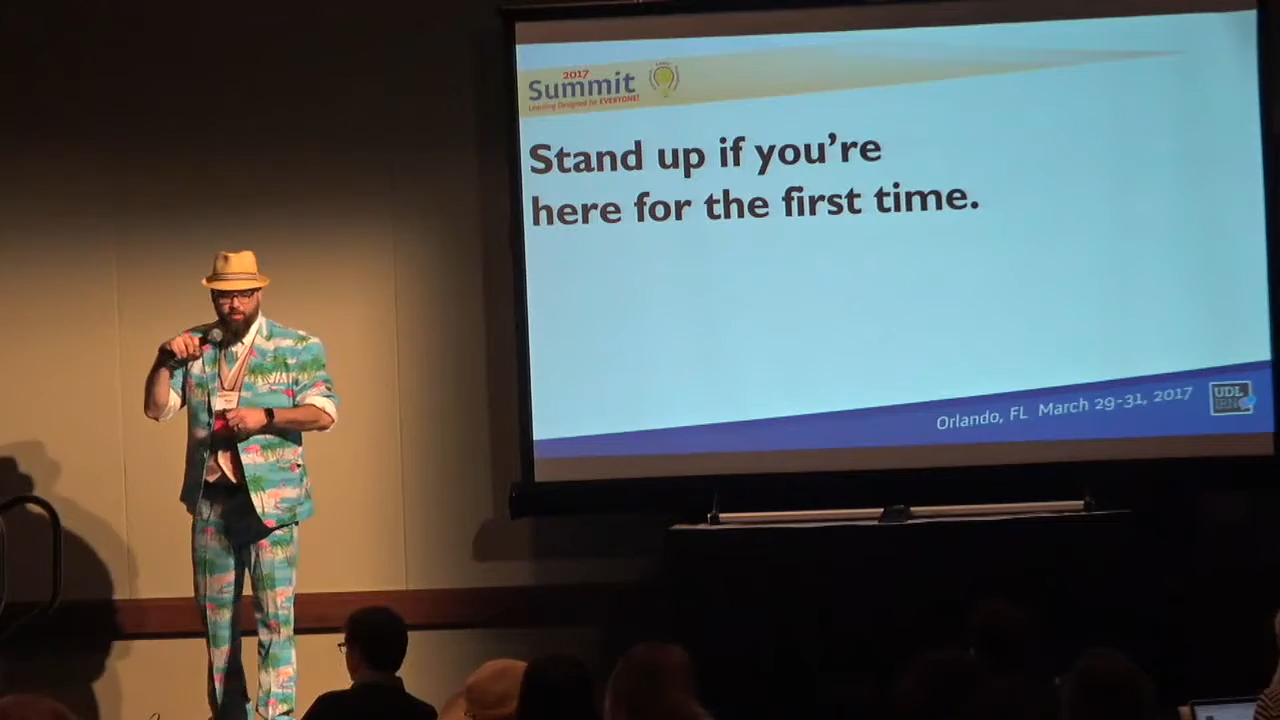 2017
Summit
Learning Designed for EVERYONE!
Stand up if you're
here for the first time.
Orlando, FL March 29-31, 2017
UDL
IRN